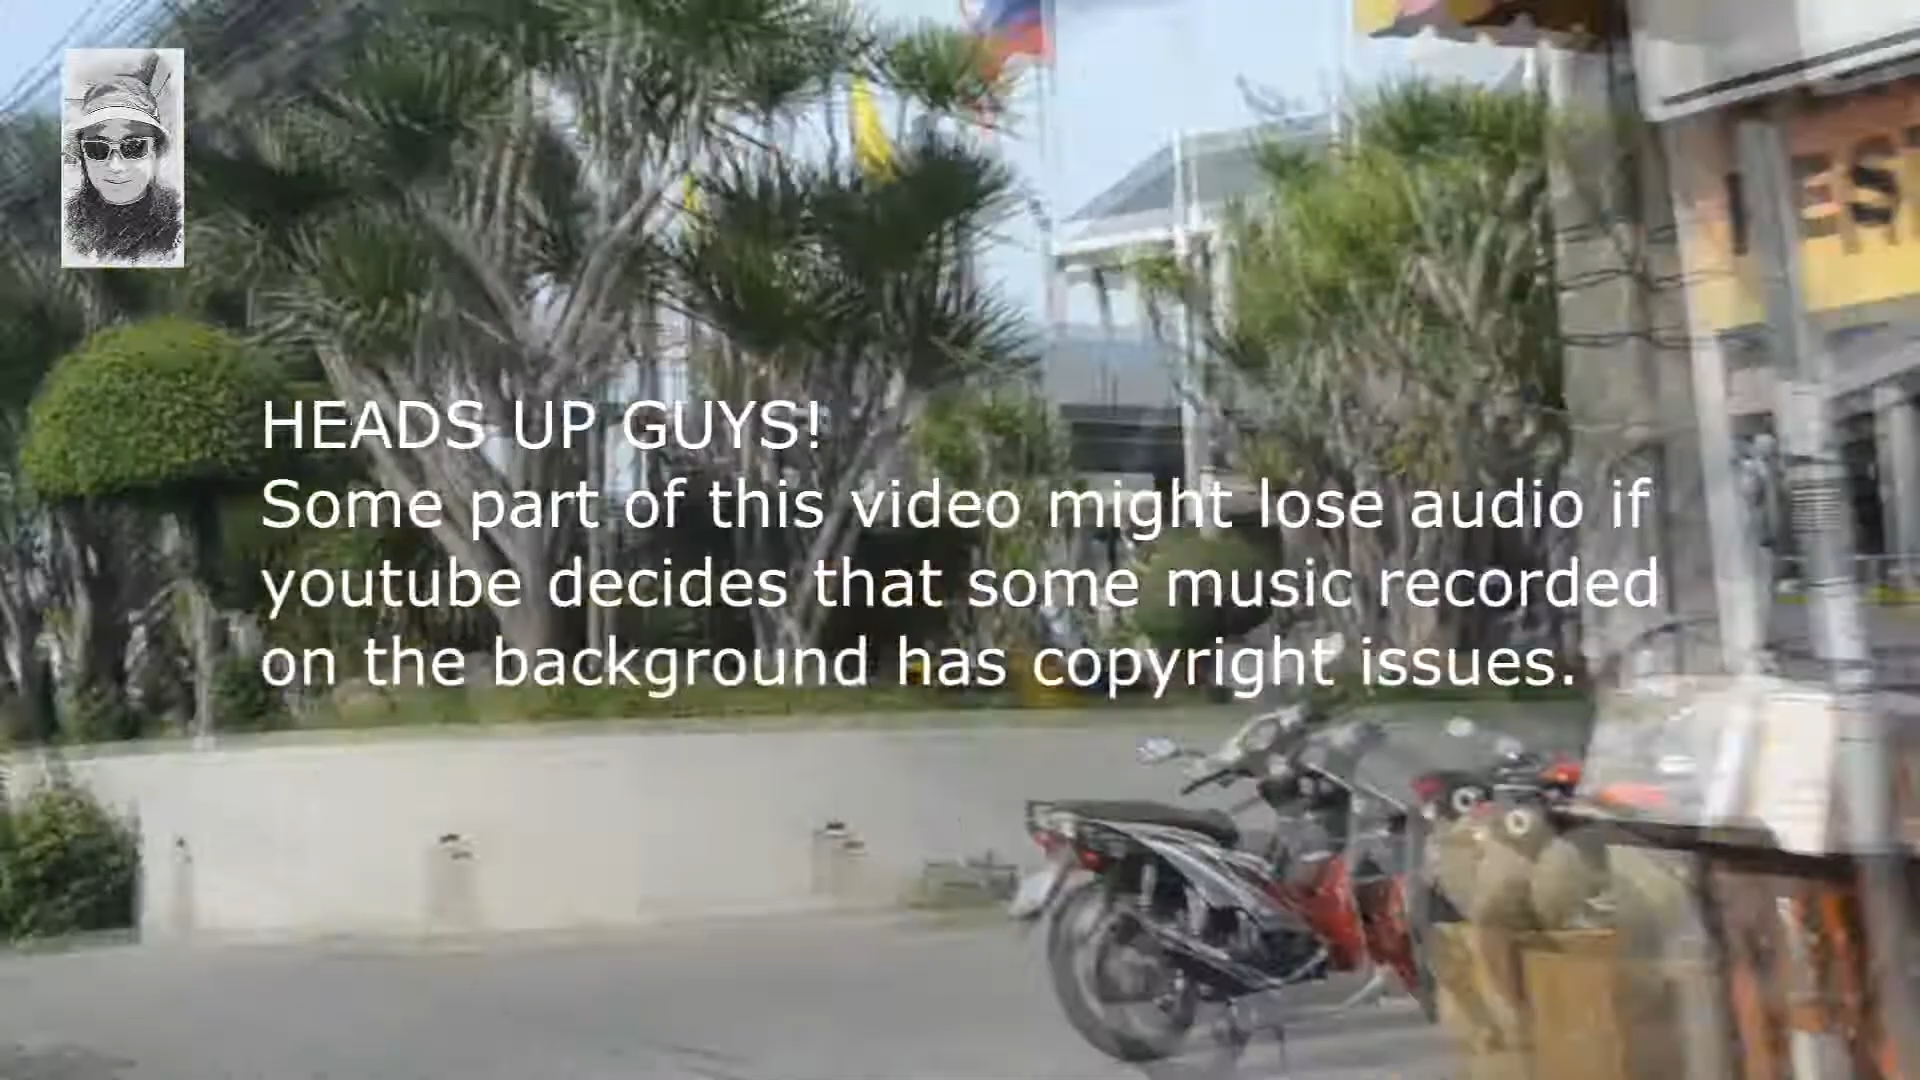 HEADS UP GUYS!
Some part of this video might lose audio if
youtube decides that some music recorded
on the background has copyright issues.